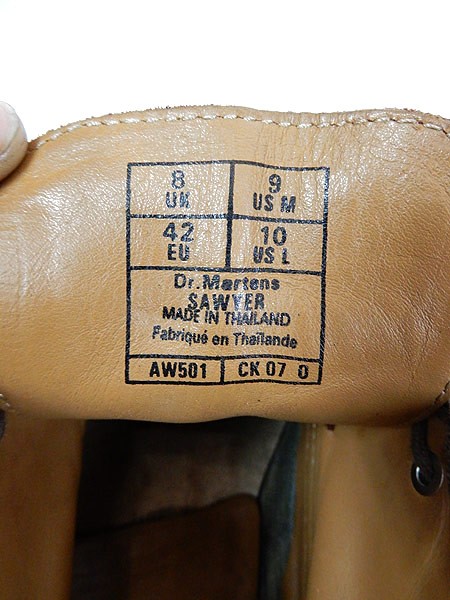 8 9
UK US M
42 10
EU US L
Dr. Martens
SAWYER
MADE IN THAILAND
Fabriqué en Thaïlande
AW501 CK 07 0